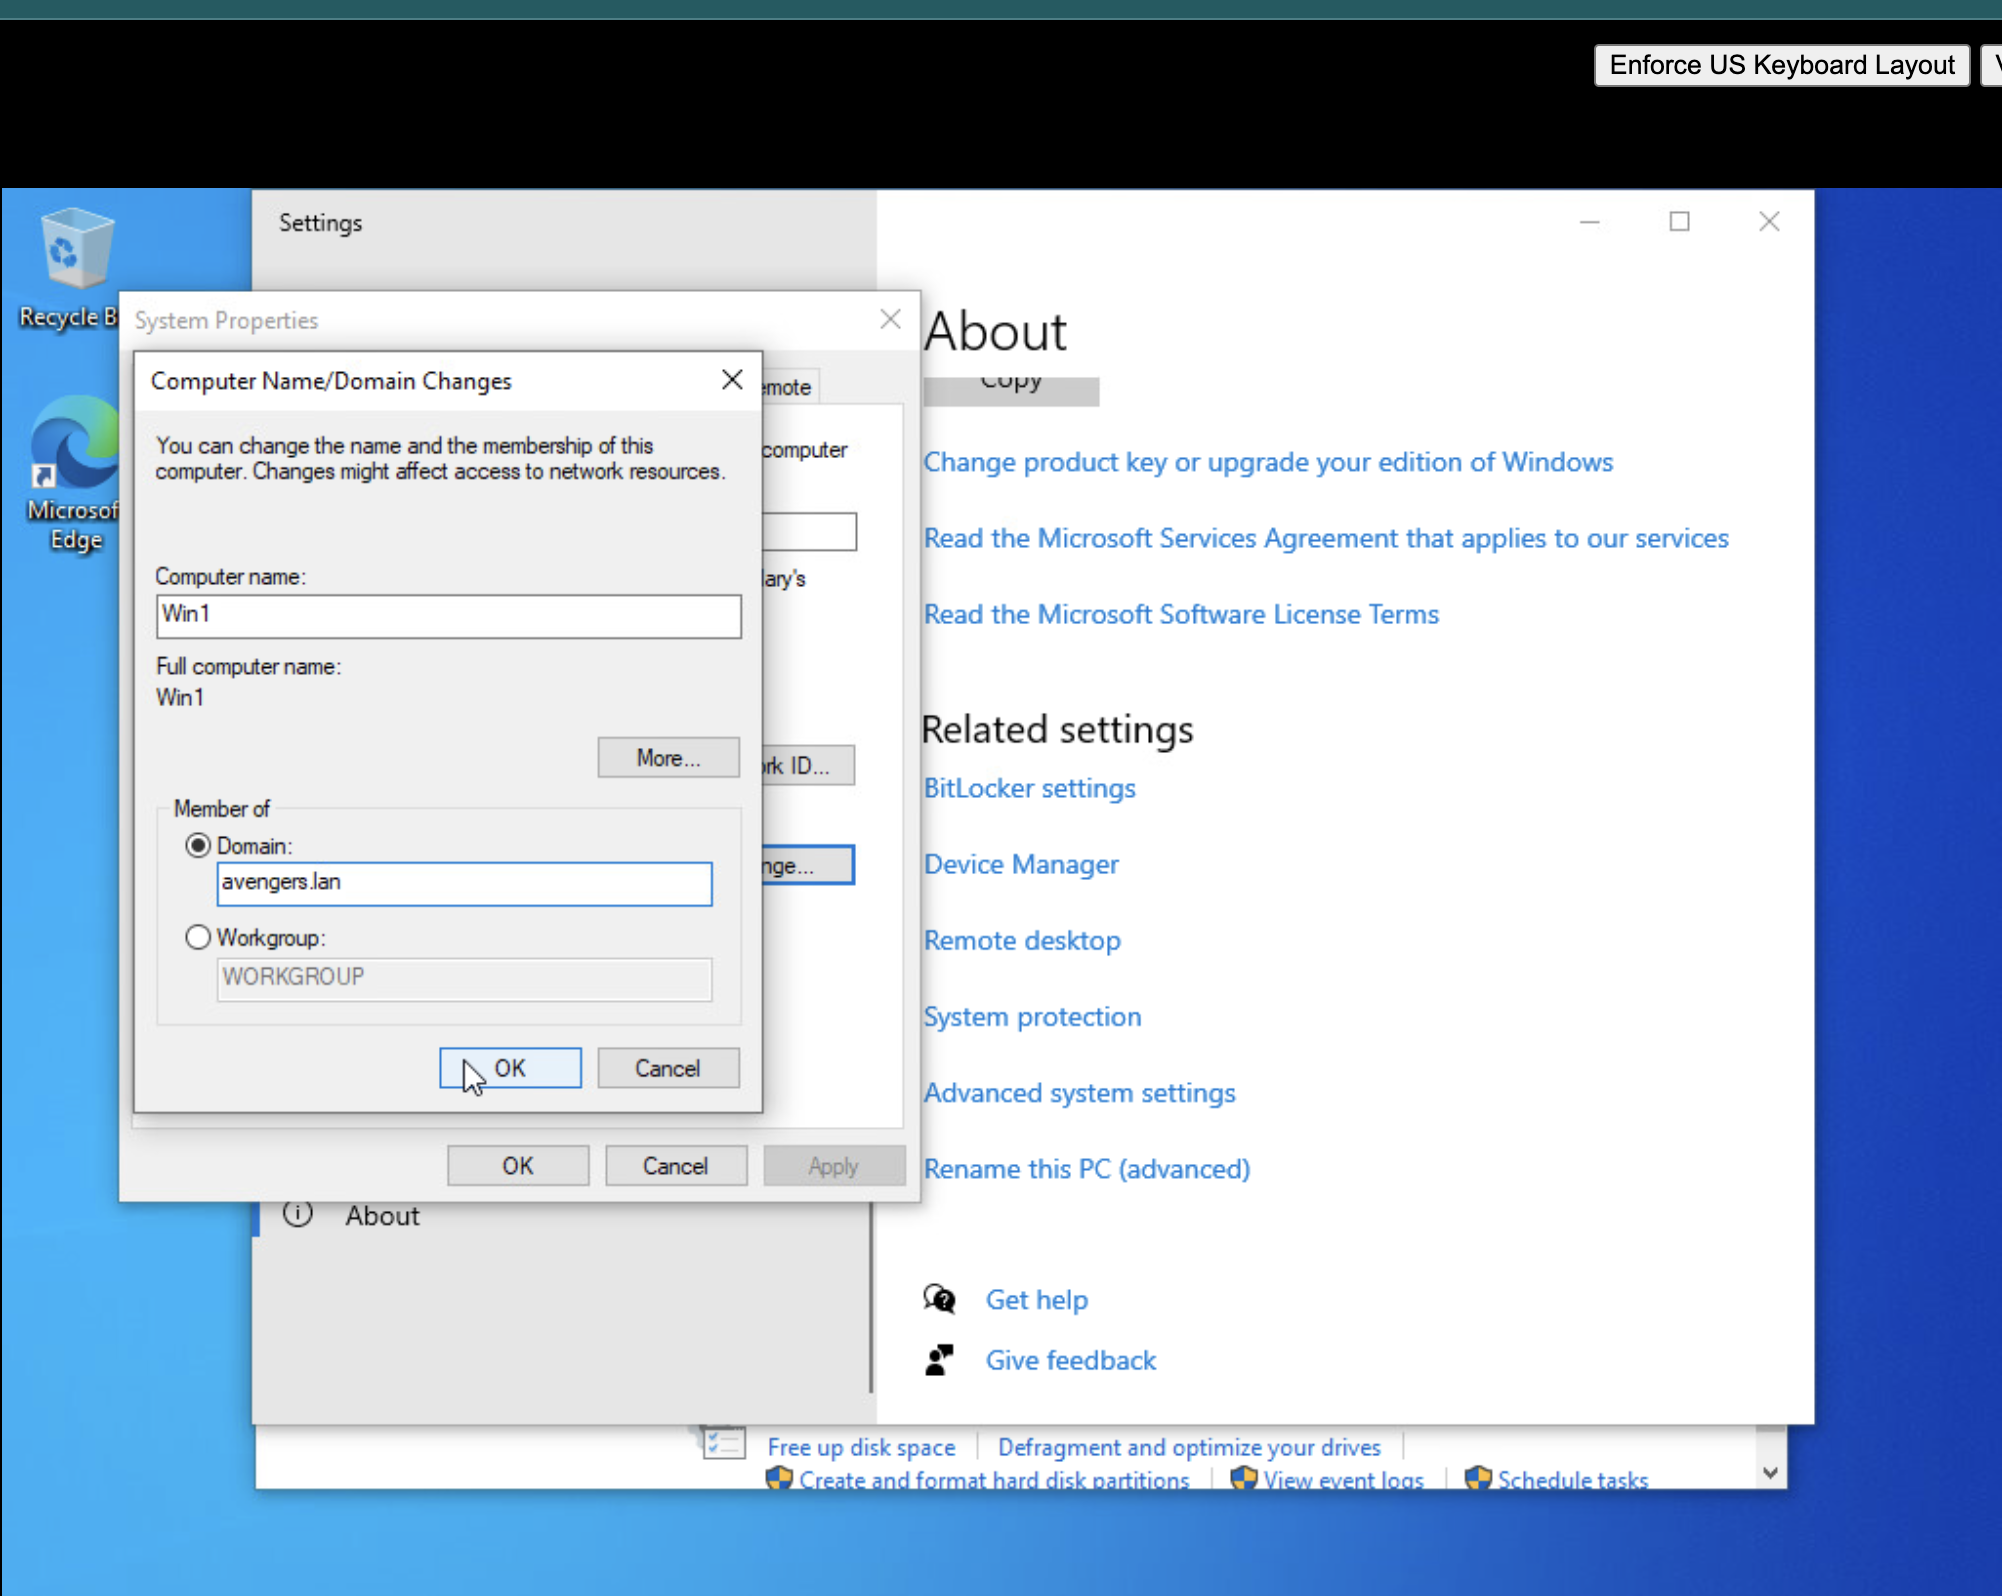 Enforce US Keyboard Layout
Settings
Recycle B
System Properties
About
Computer Name/Domain Changes
emote
Copy
You can change the name and the membership of this
computer. Changes might affect access to network resources.
computer
Change product key or upgrade your edition of Windows
Microsof
Edge
Read the Microsoft Services Agreement that applies to our services
Computer name:
lary's
Win1
Read the Microsoft Software License Terms
Full computer name:
Win1
Related settings
More...
ork ID...
BitLocker settings
Member of
Domain:
nge...
Device Manager
avengers.lan
Workgroup:
Remote desktop
WORKGROUP
System protection
OK
Cancel
Advanced system settings
OK
Cancel
Apply
Rename this PC (advanced)
About
Get help
Give feedback
Free up disk space
Defragment and optimize your drives
Create and format hard disk partitions
View event logs
Schedule tasks